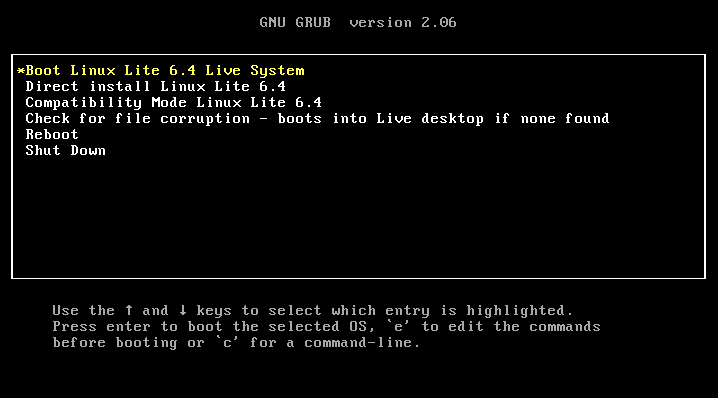 GNU GRUB  version 2.06
*Boot Linux Lite 6.4 Live System
Direct install Linux Lite 6.4
Compatibility Mode Linux Lite 6.4
Check for file corruption - boots into Live desktop if none found
Reboot
Shut Down
Use the ↑ and ↓ keys to select which entry is highlighted.
Press enter to boot the selected OS, `e' to edit the commands
before booting or `c' for a command-line.